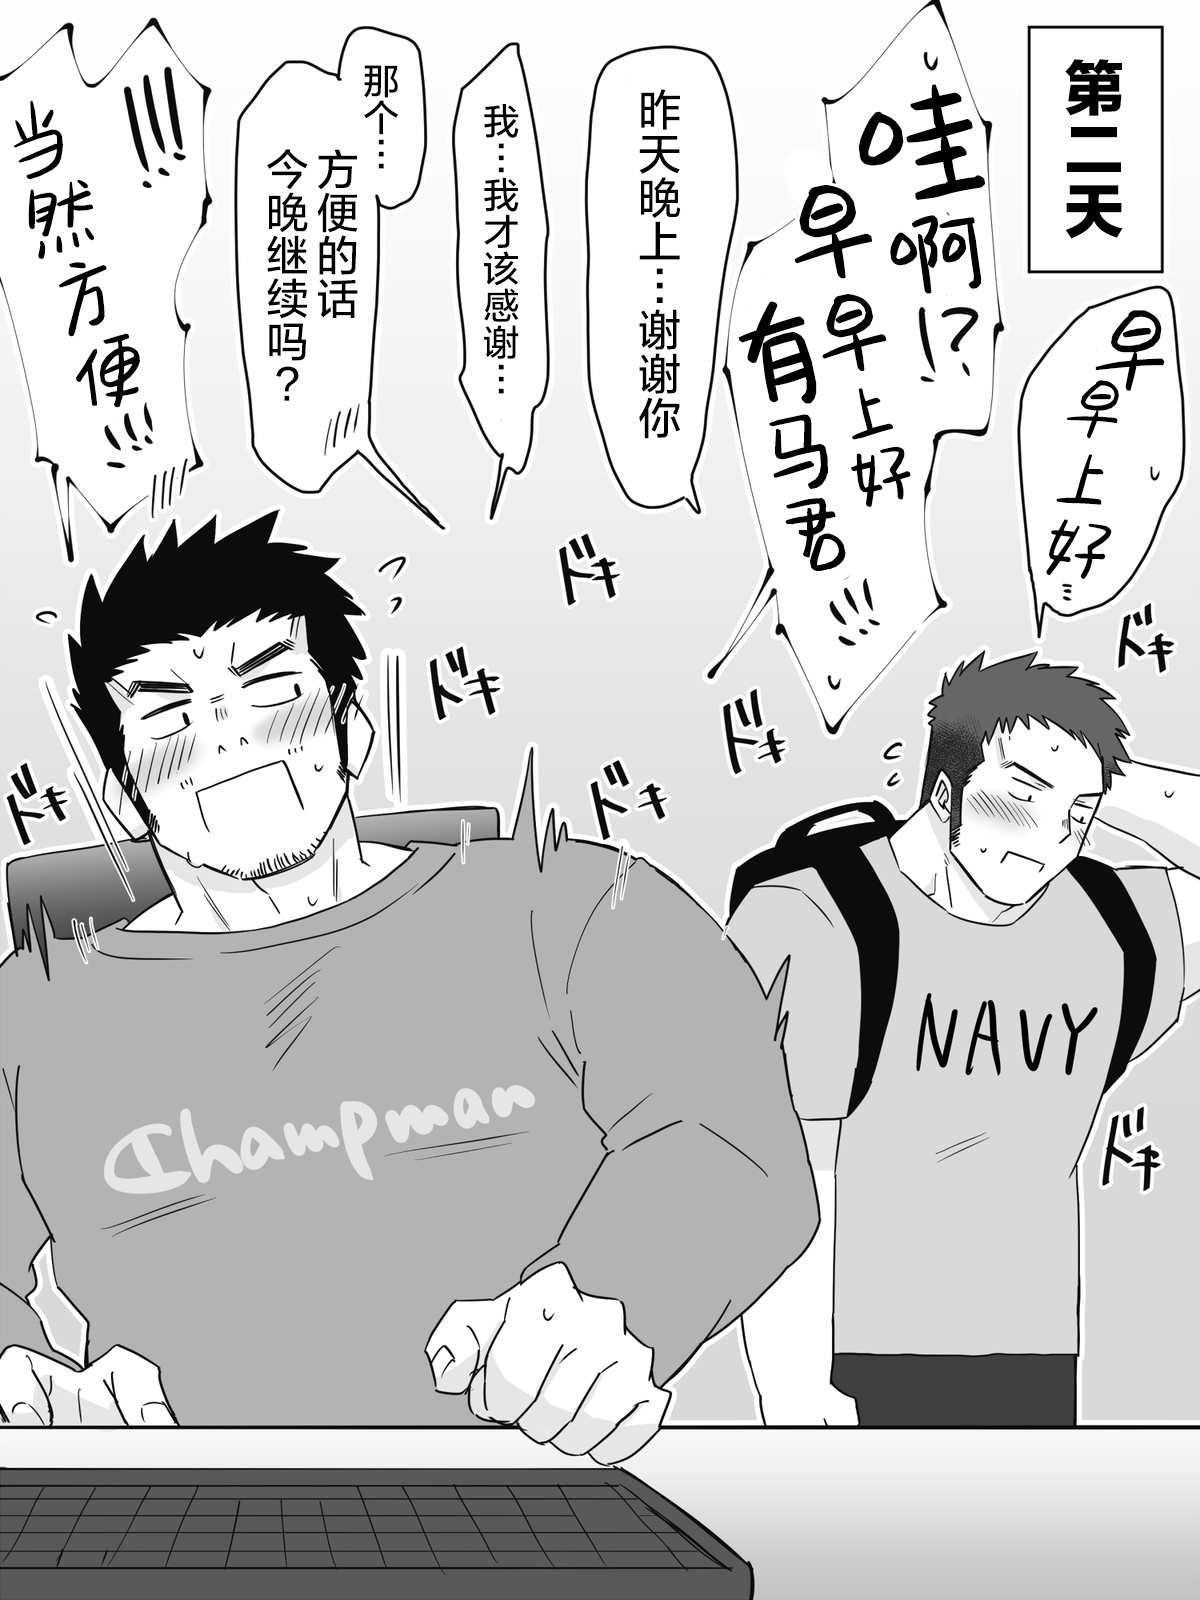 第二天
早
早上好…
哇啊!?
早早上好
有马君!!!
昨天晚上…谢谢你
我…我才该感谢…
那个…
方便的话
今晚继续吗？
!!!
当然方便!!!
ドキ
ドキ
ドキ
ドキ
ドキ
ドキ
ドキ
Champman
NAVY